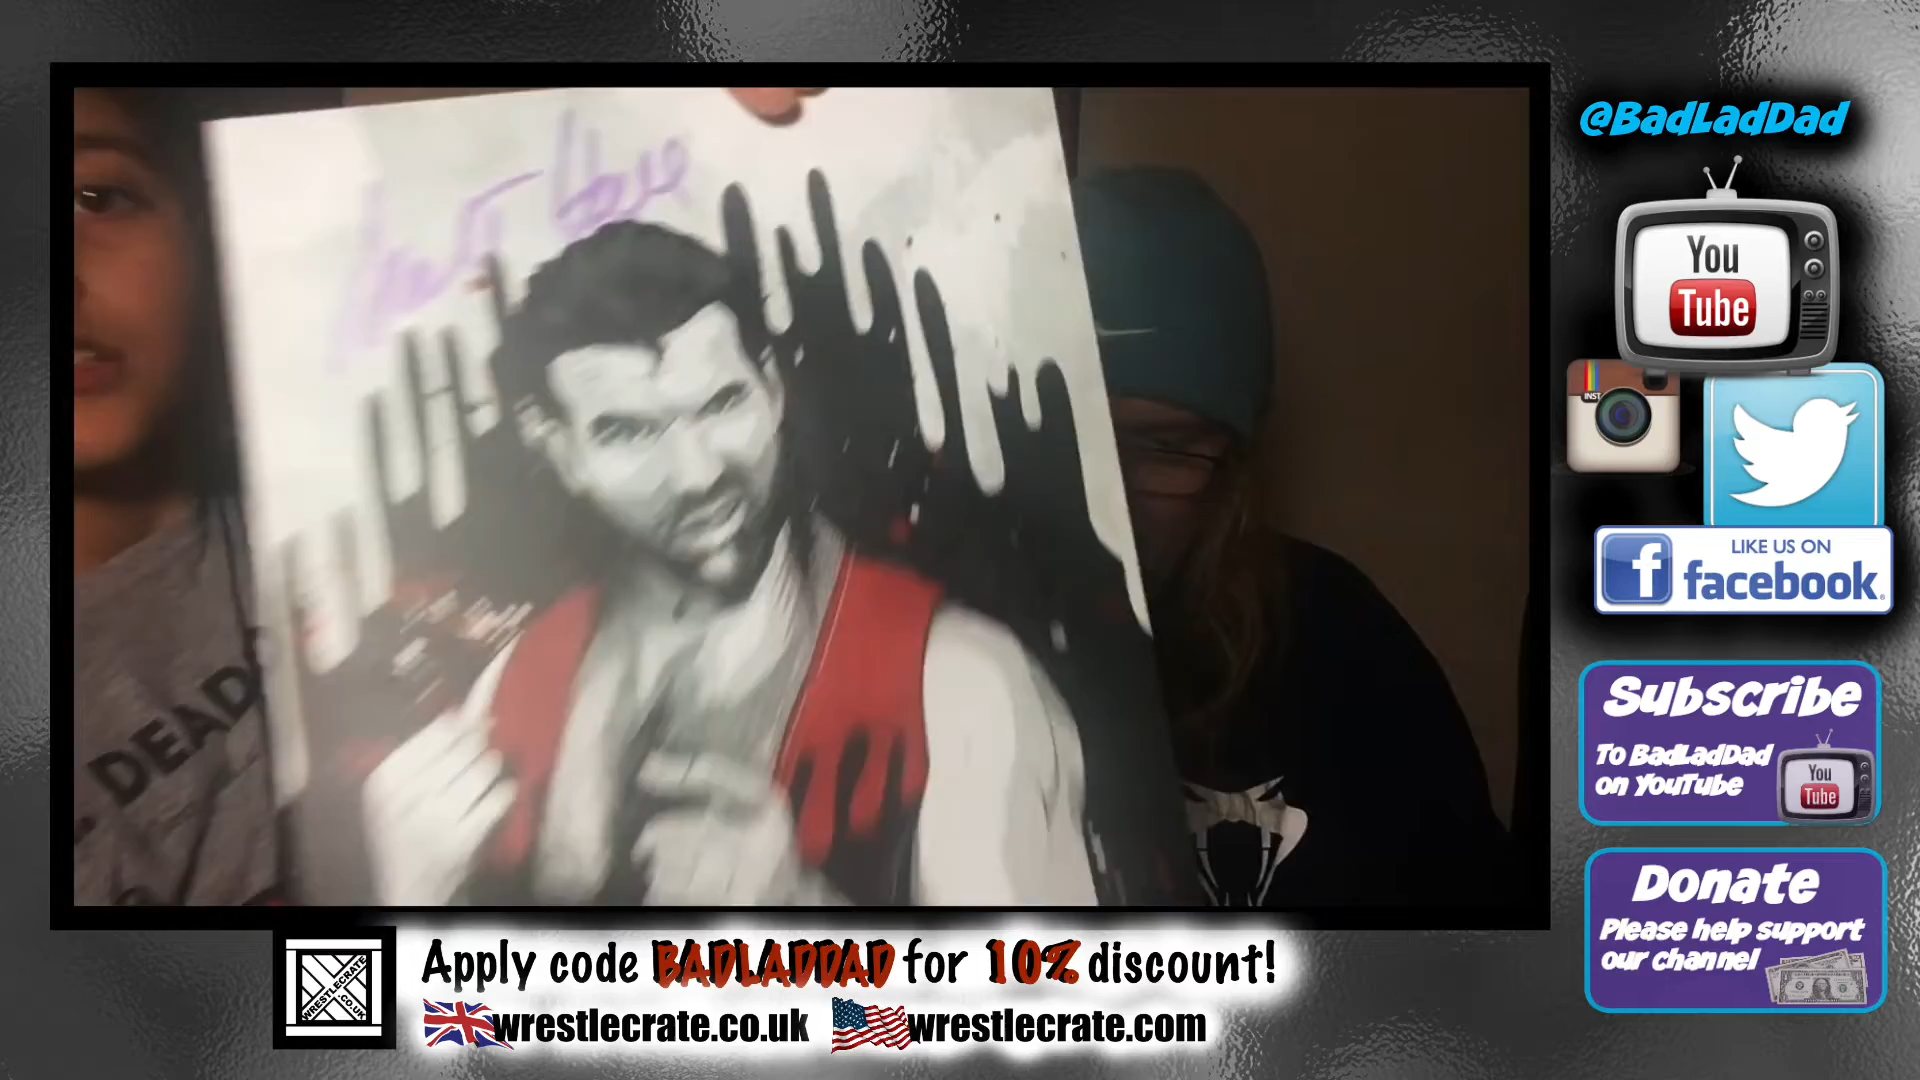 @BadLadDad
You
Tube
INST
LIKE US ON
f facebook
DEAD
Subscribe
To BadLadDad
on YouTube
You
Tube
Donate
Please help support
our channel
WRESTLECRATE
.CO.UK
Apply code BADLADDAD for 10% discount!
wrestlecrate.co.uk wrestlecrate.com